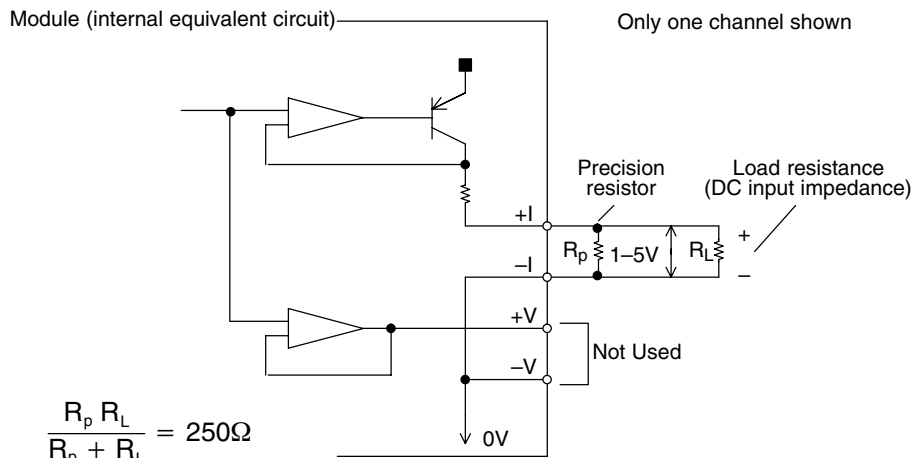 Module (internal equivalent circuit)
Only one channel shown
Precision
resistor
Load resistance
(DC input impedance)
+I
Rp
1–5V
RL
+
–
–I
+V
Not Used
–V
0V
Rp RL
Rp + RL
= 250Ω